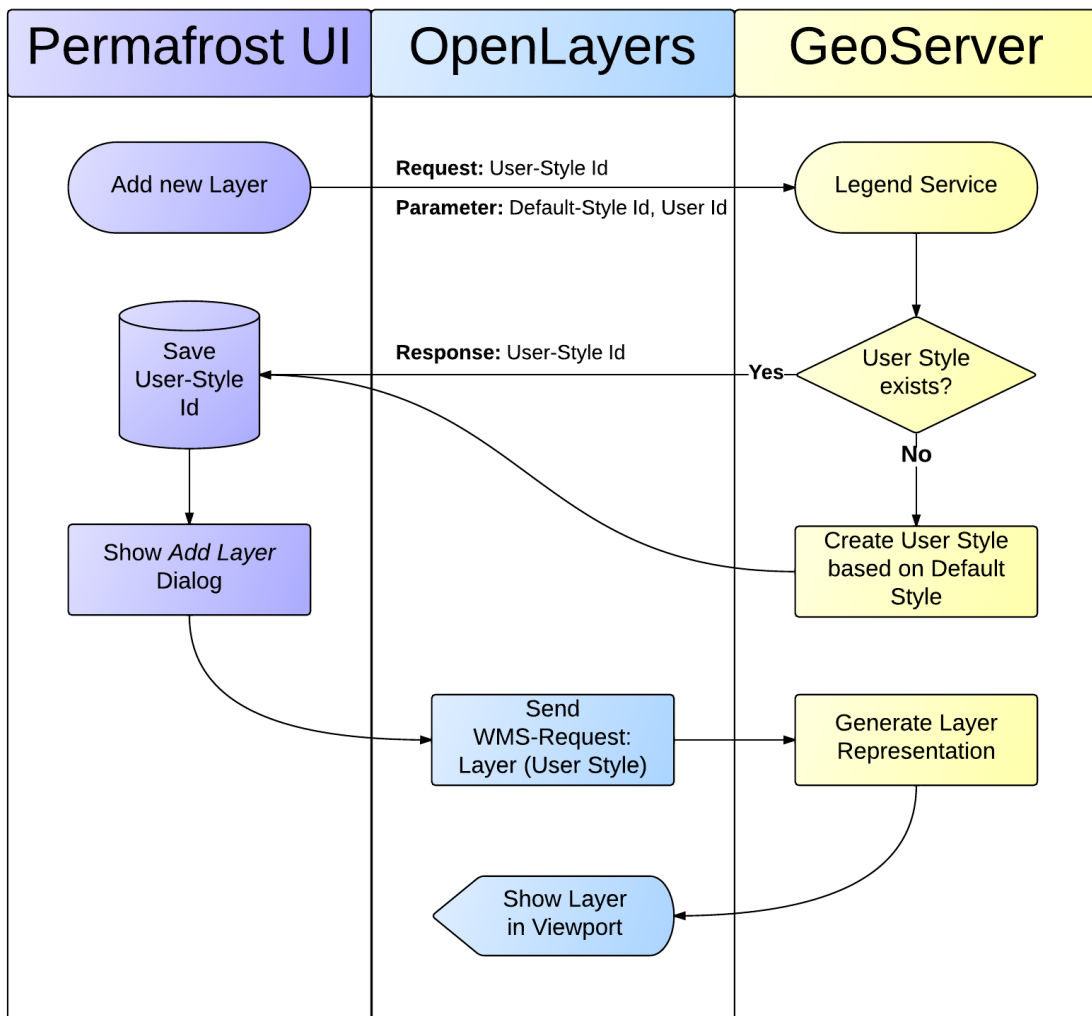 Permafrost UI
OpenLayers
GeoServer
Add new Layer
Request: User-Style Id
Parameter: Default-Style Id, User Id
Legend Service
Save
User-Style
Id
Response: User-Style Id
Yes
User Style
exists?
No
Show Add Layer
Dialog
Create User Style
based on Default
Style
Send
WMS-Request:
Layer (User Style)
Generate Layer
Representation
Show Layer
in Viewport